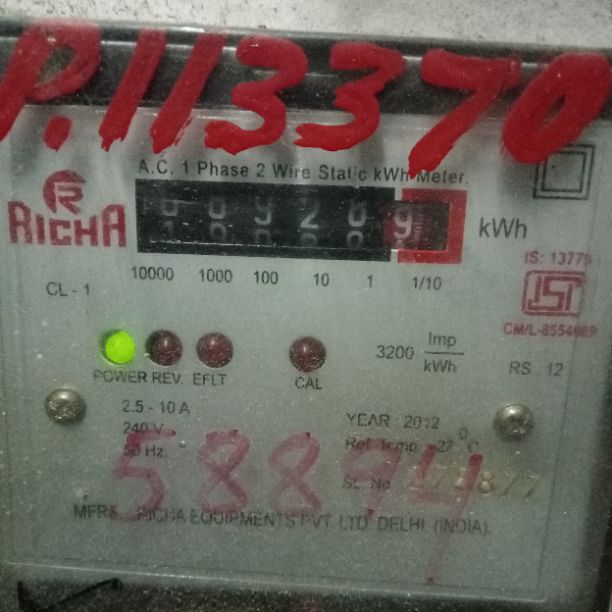 P.113370
A.C. 1 Phase 2 Wire Static kWh Meter.
RICHA
kWh
10000 1000 100 10 1 1/10
IS: 13779
ISI
CL - 1
3200 Imp/kWh
RS 12
POWER REV. EFLT CAL
2.5 - 10 A
240 V
50 Hz.
YEAR : 2012
Ref. Temp. 27 °C
SL. No.
58894
MFRS. RICHA EQUIPMENTS PVT. LTD. DELHI. (INDIA)